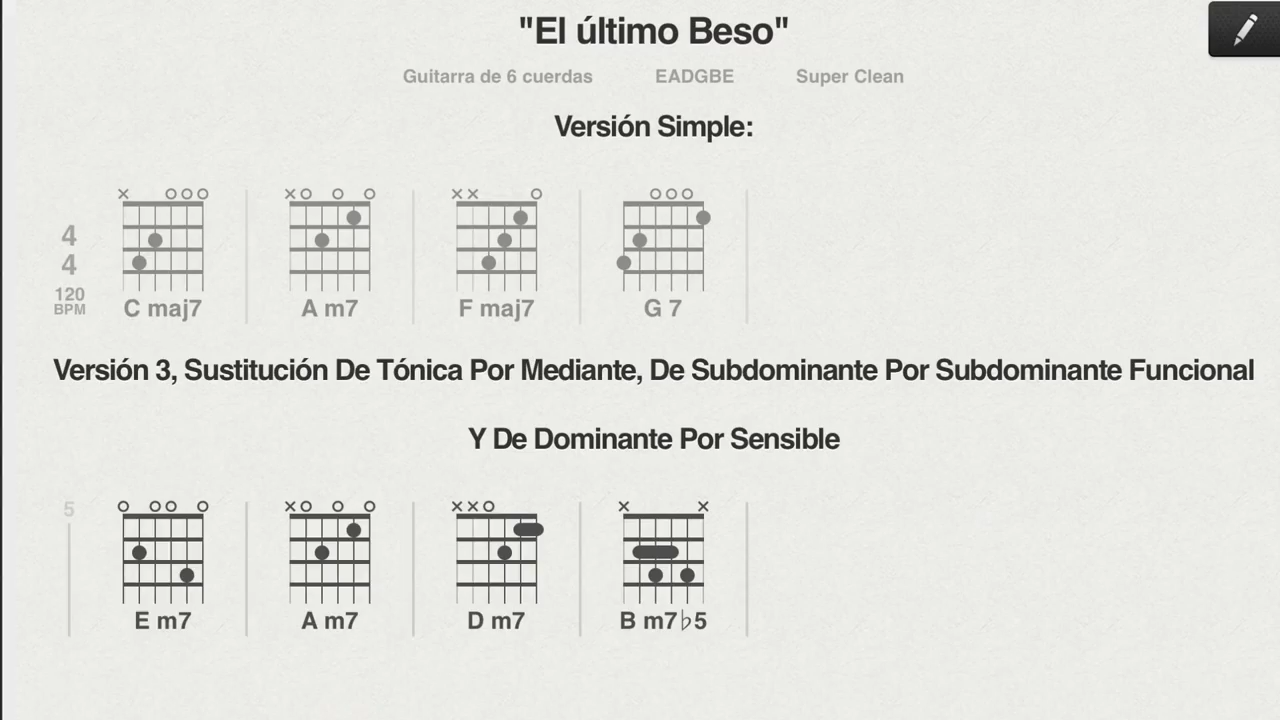 "El último Beso"
Guitarra de 6 cuerdas EADGBE Super Clean
Versión Simple:
4
4
120
BPM
C maj7 A m7 F maj7 G 7
Versión 3, Sustitución De Tónica Por Mediante, De Subdominante Por Subdominante Funcional
Y De Dominante Por Sensible
5
E m7 A m7 D m7 B m7♭5